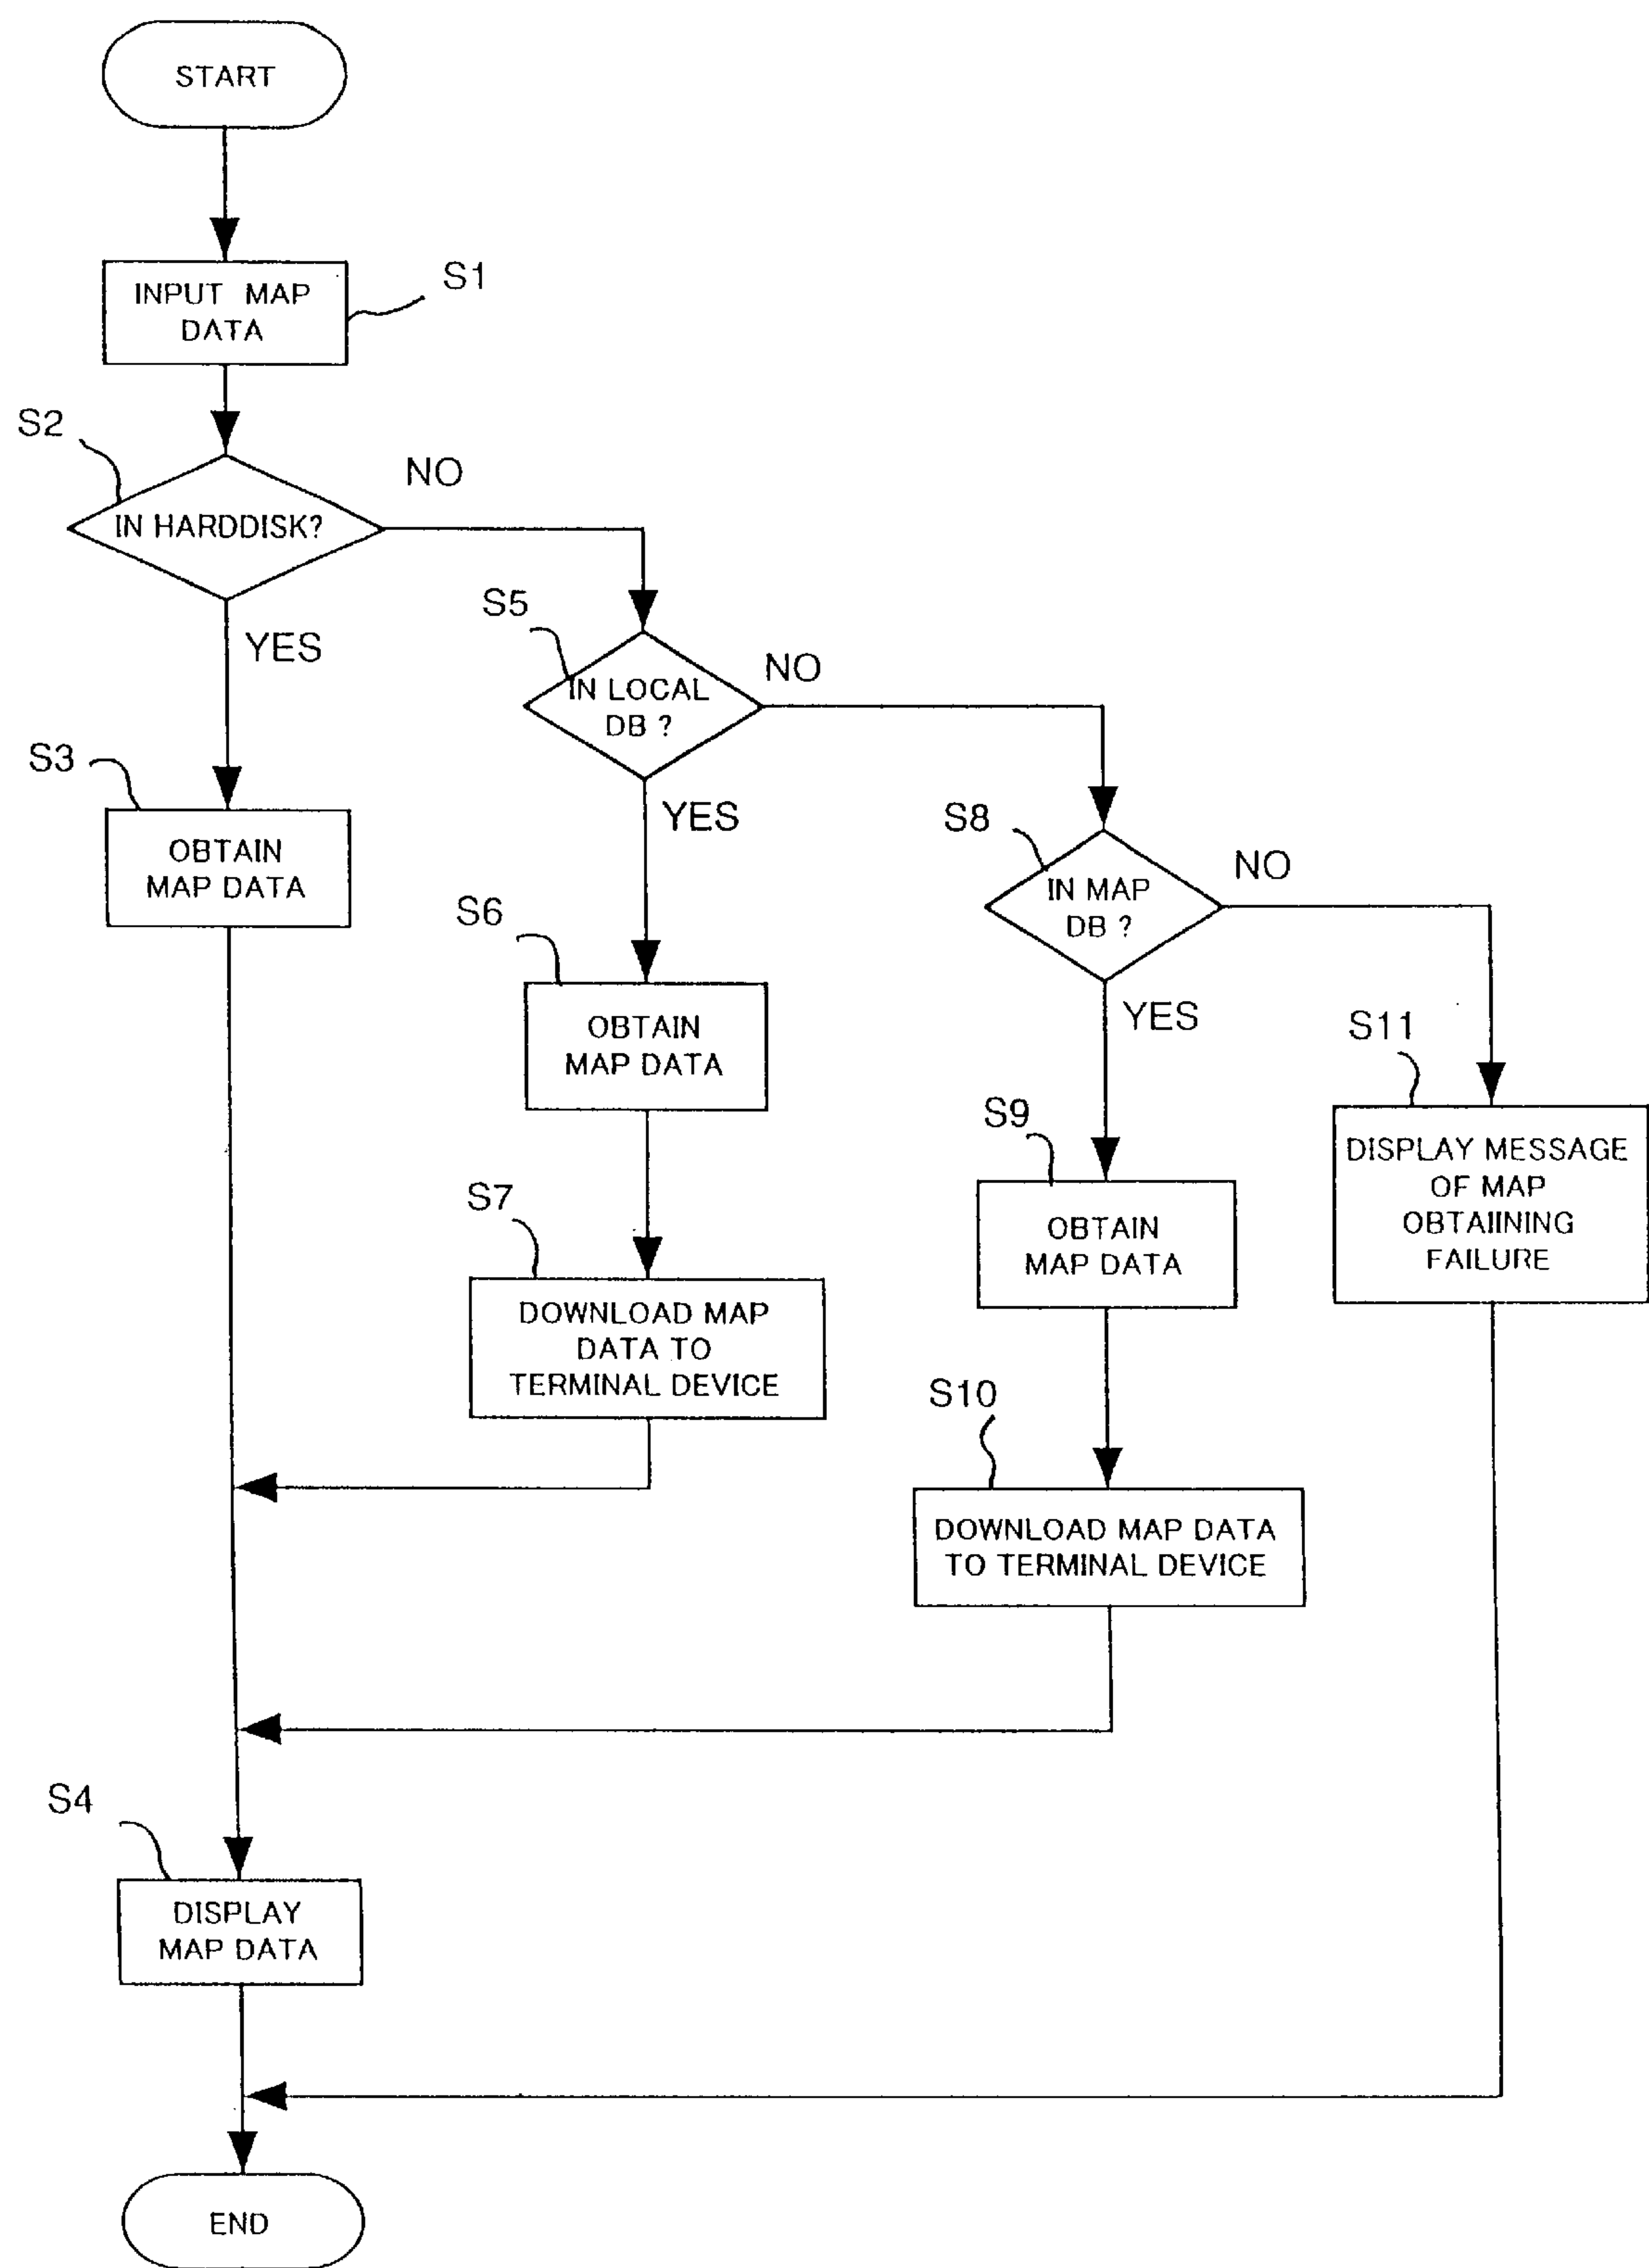 START
INPUT MAP
DATA
S1
S2
IN HARDDISK?
NO
YES
S3
OBTAIN
MAP DATA
S5
IN LOCAL
DB ?
NO
YES
S6
OBTAIN
MAP DATA
S7
DOWNLOAD MAP
DATA TO
TERMINAL DEVICE
S8
IN MAP
DB ?
NO
YES
S9
OBTAIN
MAP DATA
S10
DOWNLOAD MAP DATA
TO TERMINAL DEVICE
S11
DISPLAY MESSAGE
OF MAP
OBTAIINING
FAILURE
S4
DISPLAY
MAP DATA
END